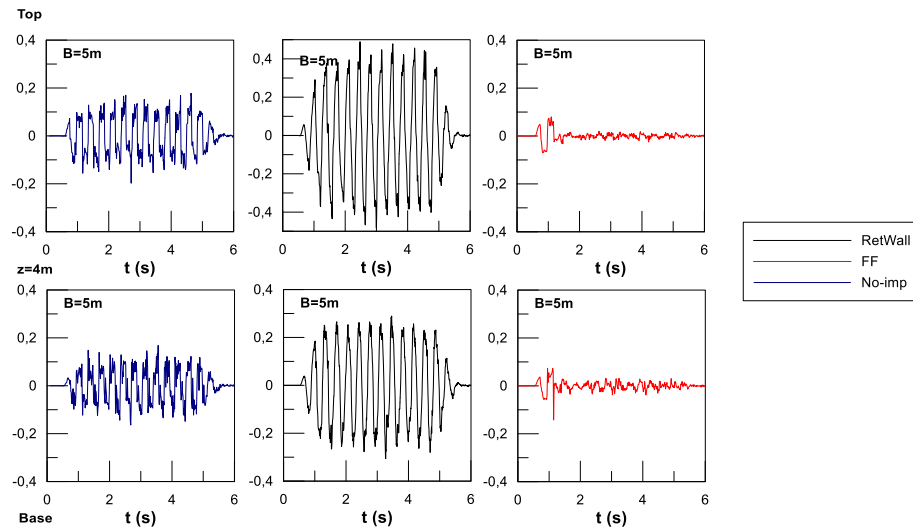 Top
B=5m B=5m B=5m
0,4 0,4 0,4
0,2 0,2 0,2
0 0 0
-0,2 -0,2 -0,2
-0,4 -0,4 -0,4
0 2 4 6 0 2 4 6 0 2 4 6
t (s) t (s) t (s)
z=4m
RetWall
FF
No-imp
B=5m B=5m B=5m
0,4 0,4 0,4
0,2 0,2 0,2
0 0 0
-0,2 -0,2 -0,2
-0,4 -0,4 -0,4
0 2 4 6 0 2 4 6 0 2 4 6
t (s) t (s) t (s)
Base